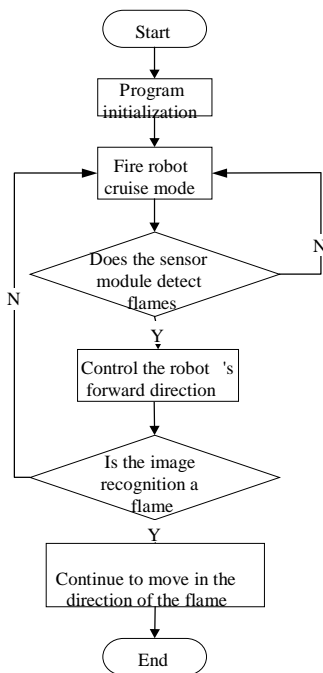 Start
Program
initialization
Fire robot
cruise mode
N
Does the sensor
module detect
flames
N
Y
Control the robot 's
forward direction
Is the image
recognition a
flame
Y
Continue to move in the
direction of the flame
End